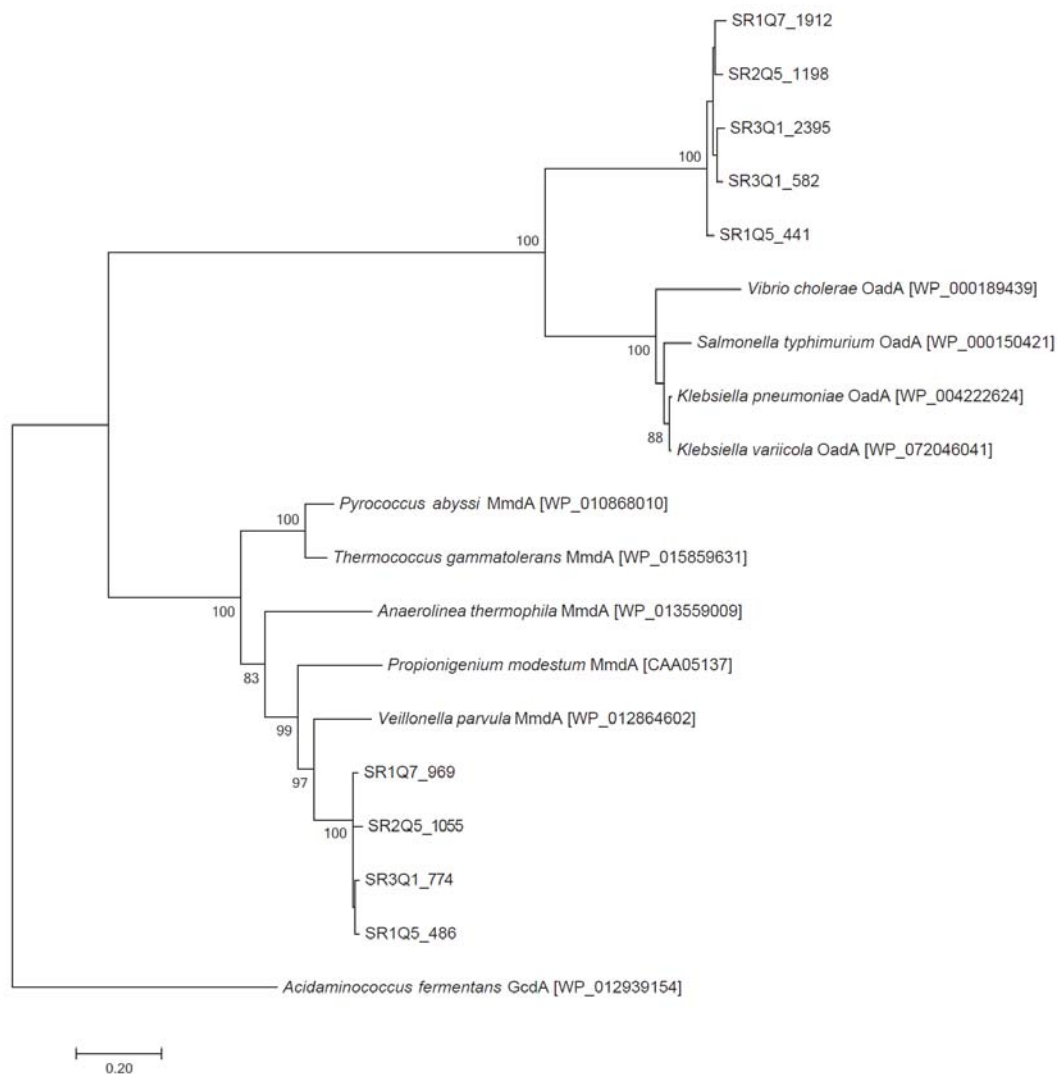 SR1Q7_1912
SR2Q5_1198
SR3Q1_2395
100
SR3Q1_582
SR1Q5_441
100
Vibrio cholerae OadA [WP_000189439]
Salmonella typhimurium OadA [WP_000150421]
100
Klebsiella pneumoniae OadA [WP_004222624]
88
Klebsiella variicola OadA [WP_072046041]
Pyrococcus abyssi MmdA [WP_010868010]
100
Thermococcus gammatolerans MmdA [WP_015859631]
100
Anaerolinea thermophila MmdA [WP_013559009]
Propionigenium modestum MmdA [CAA05137]
83
Veillonella parvula MmdA [WP_012864602]
99
SR1Q7_969
97
SR2Q5_1055
100
SR3Q1_774
SR1Q5_486
Acidaminococcus fermentans GcdA [WP_012939154]
0.20